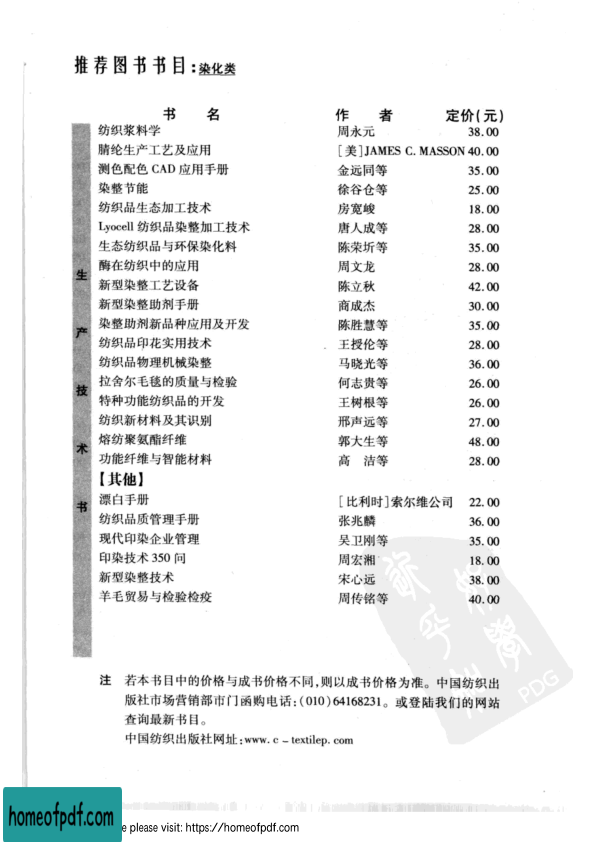 推荐图书书目：染化类
书 名 作 者 定价(元)
纺织浆料学 周永元 38.00
腈纶生产工艺及应用 [美]JAMES C. MASSON 40.00
测色配色 CAD 应用手册 金远同等 35.00
染整节能 徐谷仓等 25.00
纺织品生态加工技术 房宽峻 18.00
Lyocell 纺织品染整加工技术 唐人成等 28.00
生态纺织品与环保染化料 陈荣圻等 35.00
酶在纺织中的应用 周文龙 28.00
新型染整工艺设备 陈立秋 42.00
新型染整助剂手册 商成杰 30.00
染整助剂新品种应用及开发 陈胜慧等 35.00
纺织品印花实用技术 王授伦等 28.00
纺织品物理机械染整 马晓光等 36.00
拉舍尔毛毯的质量与检验 何志贵等 26.00
特种功能纺织品的开发 王树根等 26.00
纺织新材料及其识别 邢声远等 27.00
熔纺聚氨酯纤维 郭大生等 48.00
功能纤维与智能材料 高 洁等 28.00
【其他】
漂白手册 [比利时]索尔维公司 22.00
纺织品质管理手册 张兆麟 36.00
现代印染企业管理 吴卫刚等 35.00
印染技术 350 问 周宏湘 18.00
新型染整技术 宋心远 38.00
羊毛贸易与检验检疫 周传铭等 40.00
生产技术书
注 若本书目中的价格与成书价格不同,则以成书价格为准。中国纺织出
版社市场营销部市门函购电话:(010)64168231。或登陆我们的网站
查询最新书目。
中国纺织出版社网址:www.c-textilep.com
PDG
homeofpdf.com
e please visit: https://homeofpdf.com